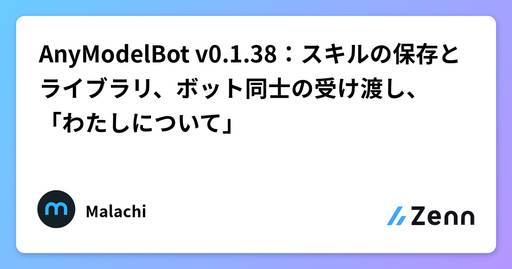 AnyModelBot v0.1.38：スキルの保存と
ライブラリ、ボット同士の受け渡し、
「わたしについて」
Malachi
Zenn